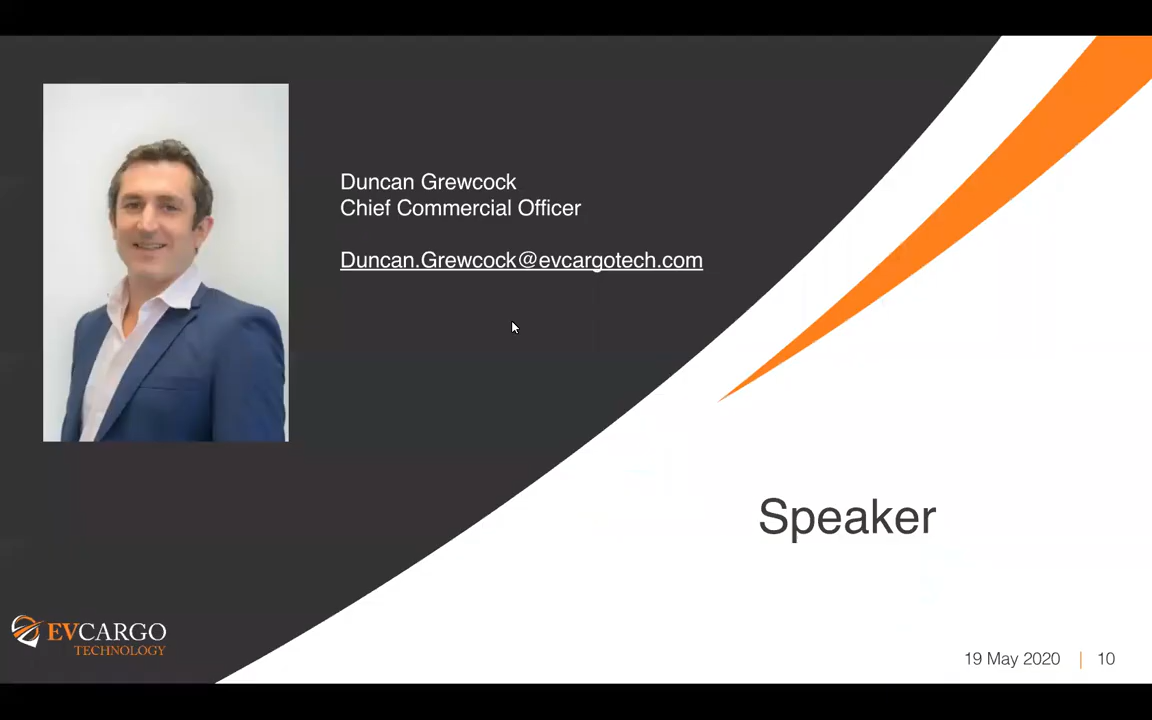 Duncan Grewcock
Chief Commercial Officer
Duncan.Grewcock@evcargotech.com
Speaker
EVCARGO
TECHNOLOGY
19 May 2020 | 10